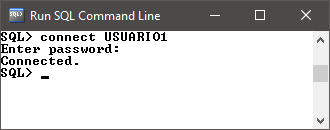 Run SQL Command Line
SQL> connect USUARIO1
Enter password:
Connected.
SQL>